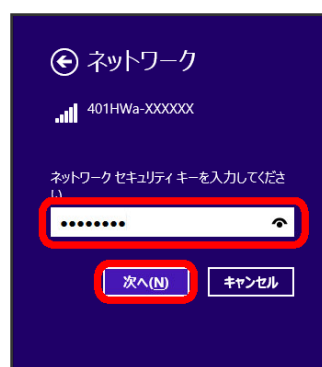 ネットワーク
401HWa-XXXXXX
ネットワーク セキュリティ キーを入力してくださ
い
••••••••
次へ(N)
キャンセル